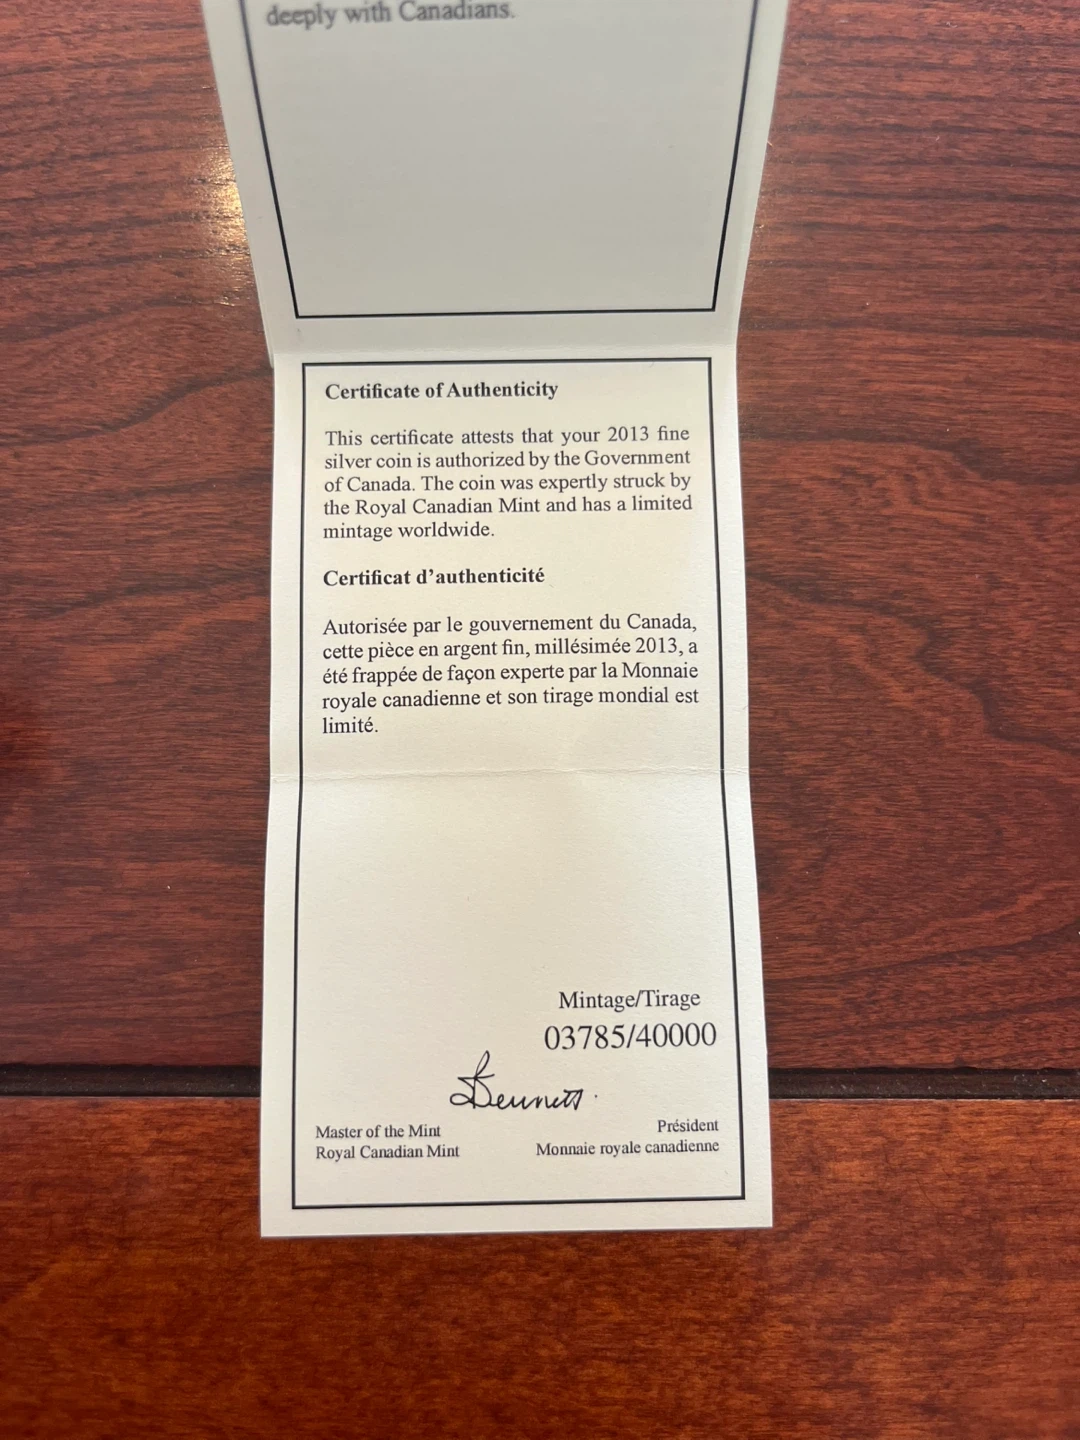 deeply with Canadians.
Certificate of Authenticity
This certificate attests that your 2013 fine
silver coin is authorized by the Government
of Canada. The coin was expertly struck by
the Royal Canadian Mint and has a limited
mintage worldwide.
Certificat d’authenticité
Autorisée par le gouvernement du Canada,
cette pièce en argent fin, millésimée 2013, a
été frappée de façon experte par la Monnaie
royale canadienne et son tirage mondial est
limité.
Mintage/Tirage
03785/40000
Bennett
Master of the Mint
Royal Canadian Mint
Président
Monnaie royale canadienne